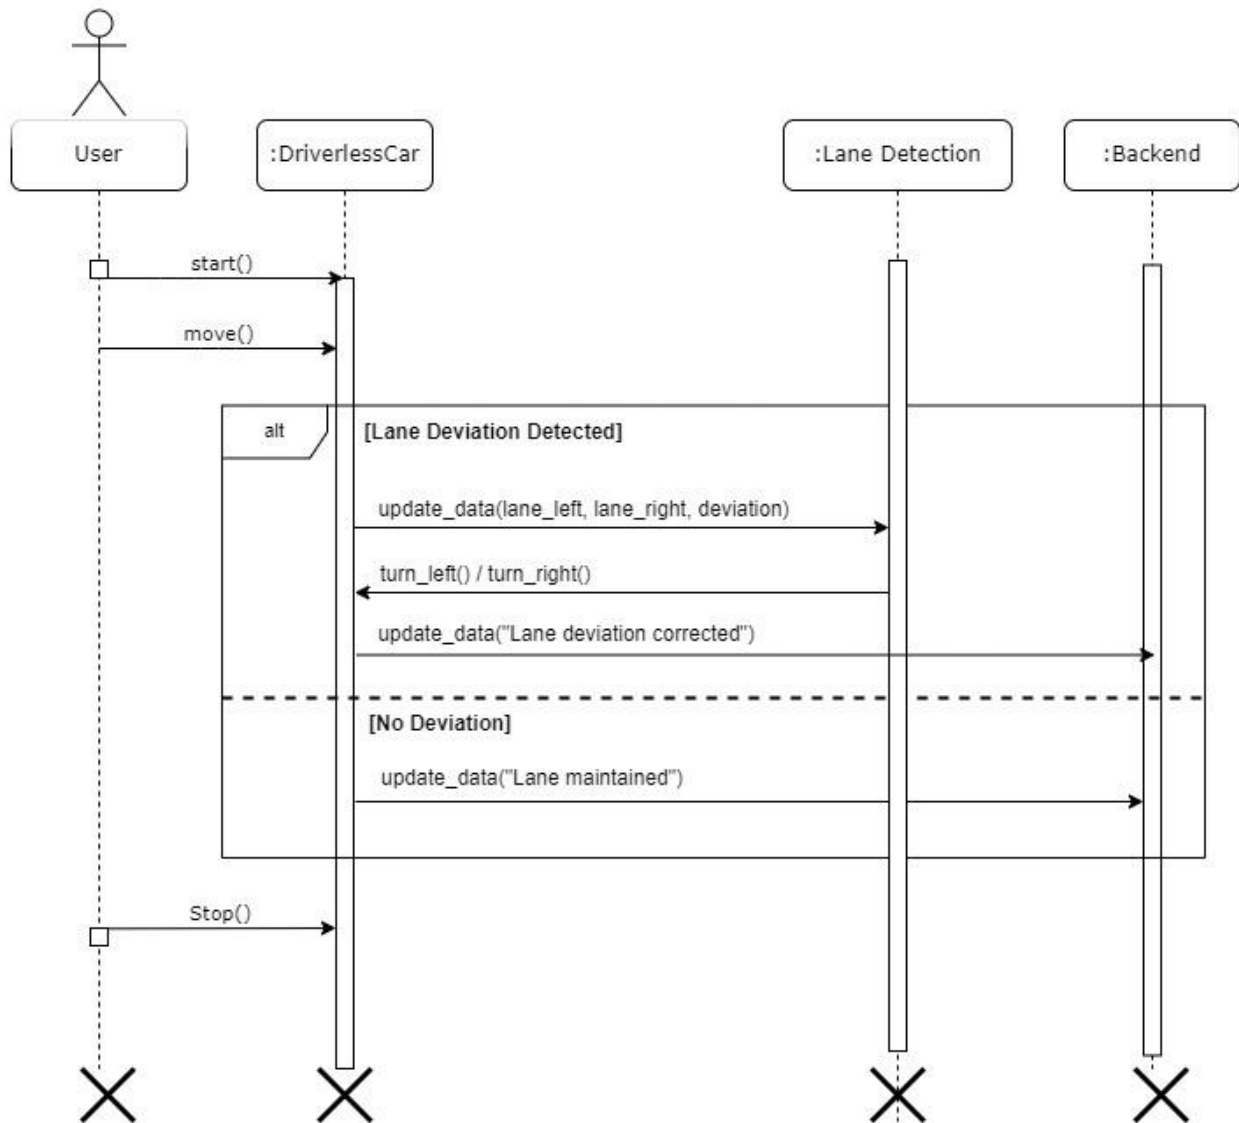 User
:DriverlessCar
:Lane Detection
:Backend
start()
move()
alt
[Lane Deviation Detected]
update_data(lane_left, lane_right, deviation)
turn_left() / turn_right()
update_data("Lane deviation corrected")
[No Deviation]
update_data("Lane maintained")
Stop()